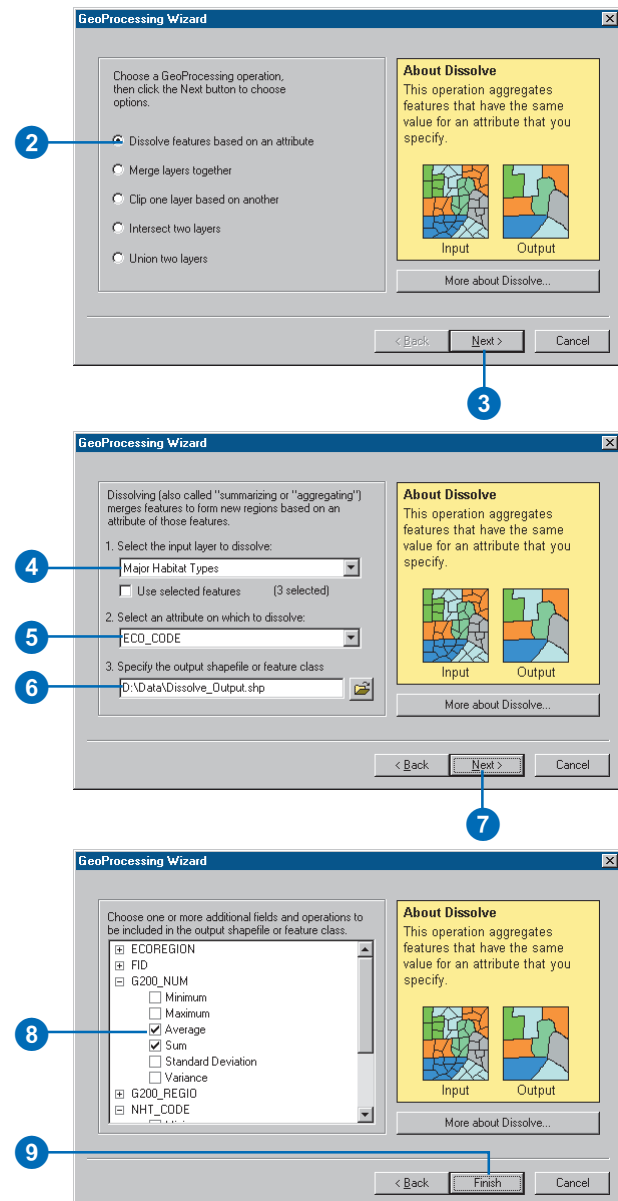 GeoProcessing Wizard
Choose a GeoProcessing operation,
then click the Next button to choose
options.
2
Dissolve features based on an attribute
Merge layers together
Clip one layer based on another
Intersect two layers
Union two layers
About Dissolve
This operation aggregates
features that have the same
value for an attribute that you
specify.
Input Output
More about Dissolve...
< Back Next > Cancel
3
GeoProcessing Wizard
Dissolving (also called "summarizing or "aggregating")
merges features to form new regions based on an
attribute of those features.
1. Select the input layer to dissolve:
4
Major Habitat Types
Use selected features (3 selected)
2. Select an attribute on which to dissolve:
5
ECO_CODE
3. Specify the output shapefile or feature class
6
D:\Data\Dissolve_Output.shp
About Dissolve
This operation aggregates
features that have the same
value for an attribute that you
specify.
Input Output
More about Dissolve...
< Back Next > Cancel
7
GeoProcessing Wizard
Choose one or more additional fields and operations to
be included in the output shapefile or feature class.
ECOREGION
FID
G200_NUM
Minimum
Maximum
8
Average
Sum
Standard Deviation
Variance
G200_REGIO
NHT_CODE
About Dissolve
This operation aggregates
features that have the same
value for an attribute that you
specify.
Input Output
More about Dissolve...
9
< Back Finish Cancel